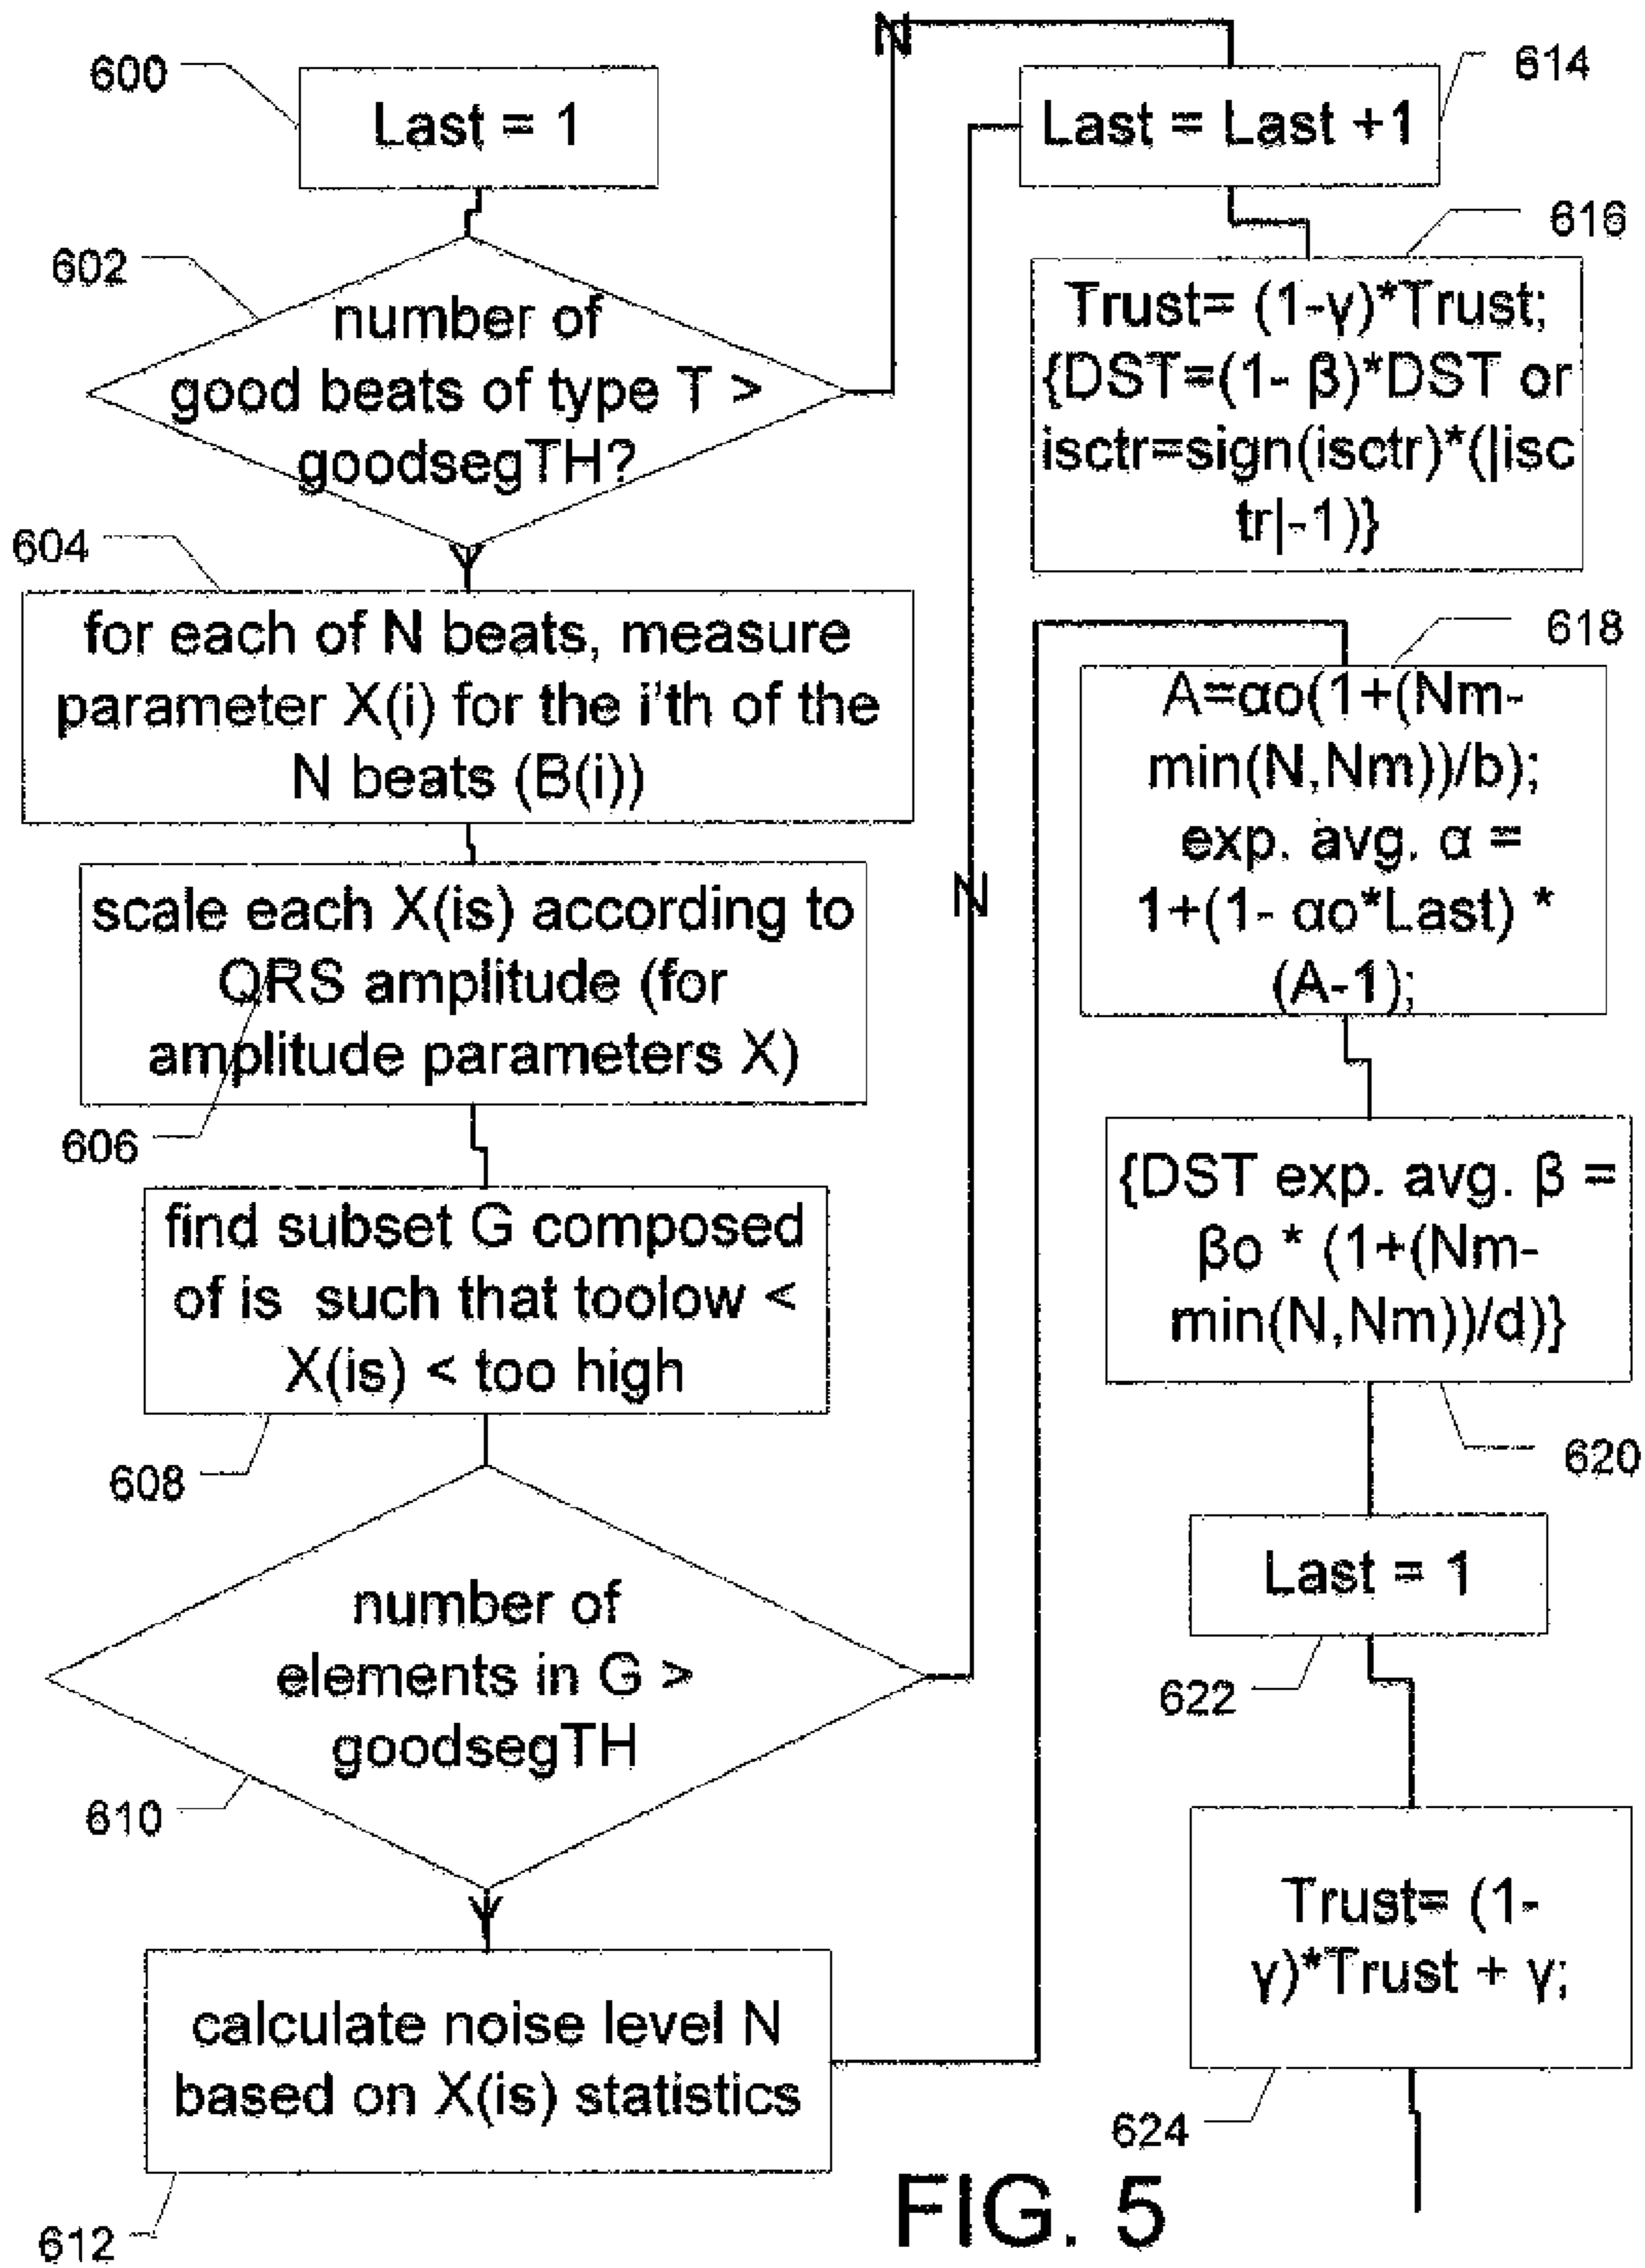 600
Last = 1
602
number of
good beats of type T >
goodsegTH?
N
Y
604
for each of N beats, measure
parameter X(i) for the i'th of the
N beats (B(i))
scale each X(is) according to
QRS amplitude (for
amplitude parameters X)
606
find subset G composed
of is such that toolow <
X(is) < too high
608
number of
elements in G >
goodsegTH
610
N
Y
calculate noise level N
based on X(is) statistics
612
614
Last = Last +1
616
Trust= (1-γ)*Trust;
{DST=(1- β)*DST or
isctr=sign(isctr)*(|isc
tr|-1)}
618
A=αo(1+(Nm-
min(N,Nm))/b);
exp. avg. α =
1+(1- αo*Last) *
(A-1);
{DST exp. avg. β =
βo * (1+(Nm-
min(N,Nm))/d)}
620
Last = 1
622
Trust= (1-
γ)*Trust + γ;
624
FIG. 5